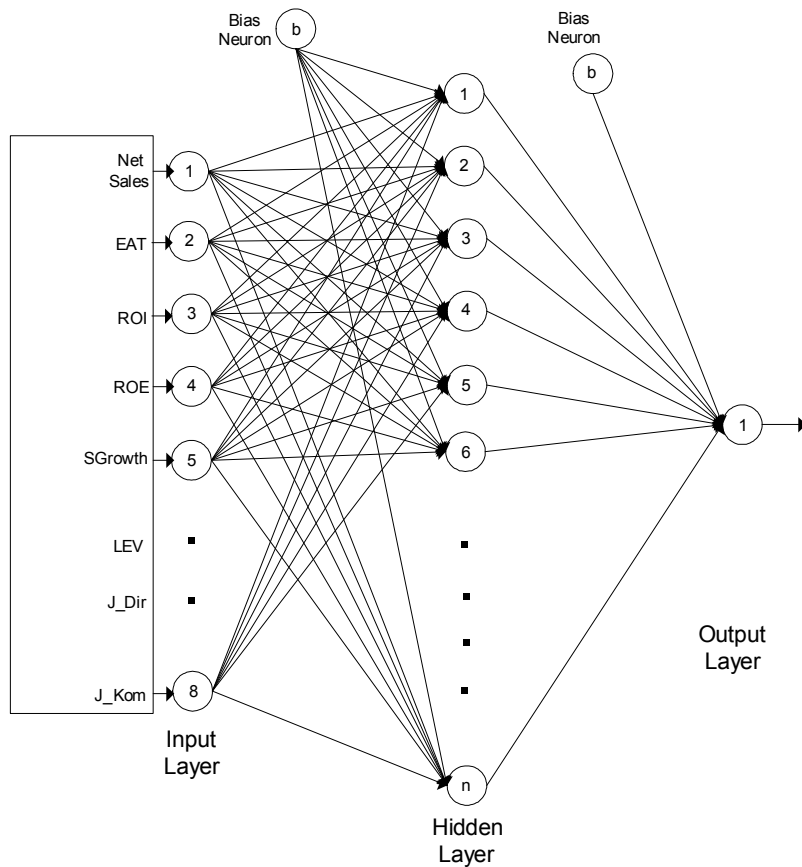 Bias
Neuron
b
Bias
Neuron
b
Net
Sales
EAT
ROI
ROE
SGrowth
LEV
J_Dir
J_Kom
1
2
3
4
5
8
Input
Layer
1
2
3
4
5
6
n
Hidden
Layer
1
Output
Layer